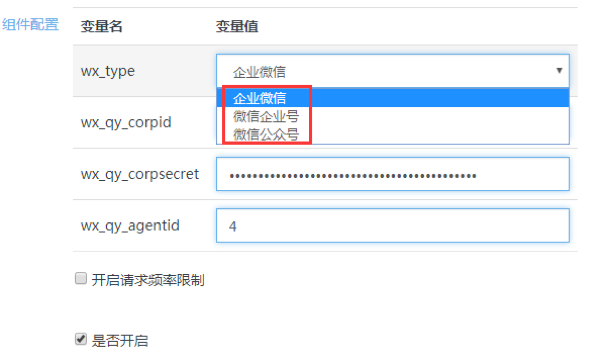 组件配置 变量名 变量值
wx_type 企业微信
企业微信
微信企业号
wx_qy_corpid
微信公众号
wx_qy_corpsecret ••••••••••••••••••••••••••••••••••••••••••
wx_qy_agentid 4
开启请求频率限制
是否开启